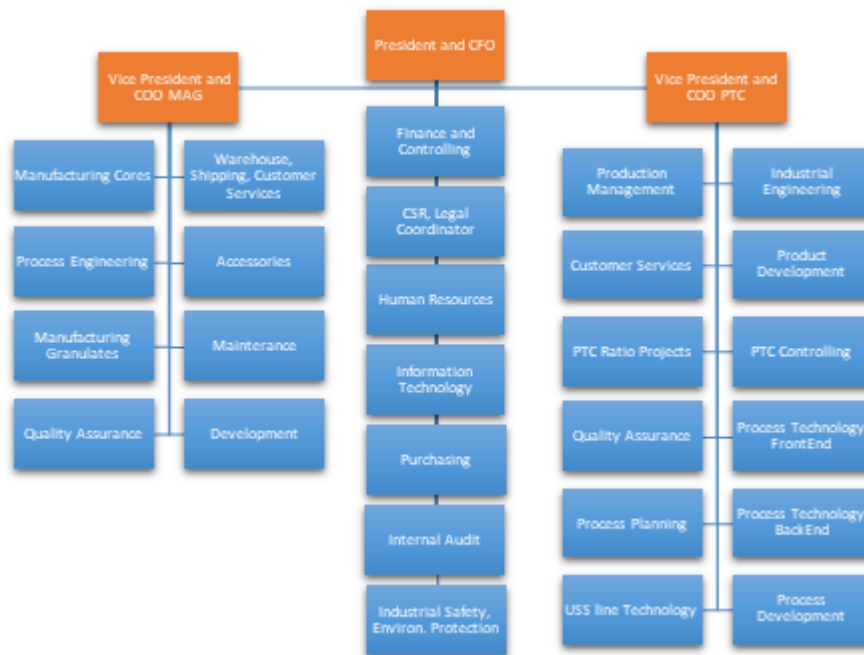 President and CFO
Vice President and
COO MAG
Vice President and
COO PTC
Manufacturing Cores
Warehouse,
Shipping, Customer
Services
Process Engineering
Accessories
Manufacturing
Granulates
Mainterance
Quality Assurance
Development
Finance and
Controlling
CSR, Legal
Coordinator
Human Resources
Information
Technology
Purchasing
Internal Audit
Industrial Safety,
Environ. Protection
Production
Management
Industrial
Engineering
Customer Services
Product
Development
PTC Ratio Projects
PTC Controlling
Quality Assurance
Process Technology
FrontEnd
Process Planning
Process Technology
BackEnd
USS line Technology
Process
Development